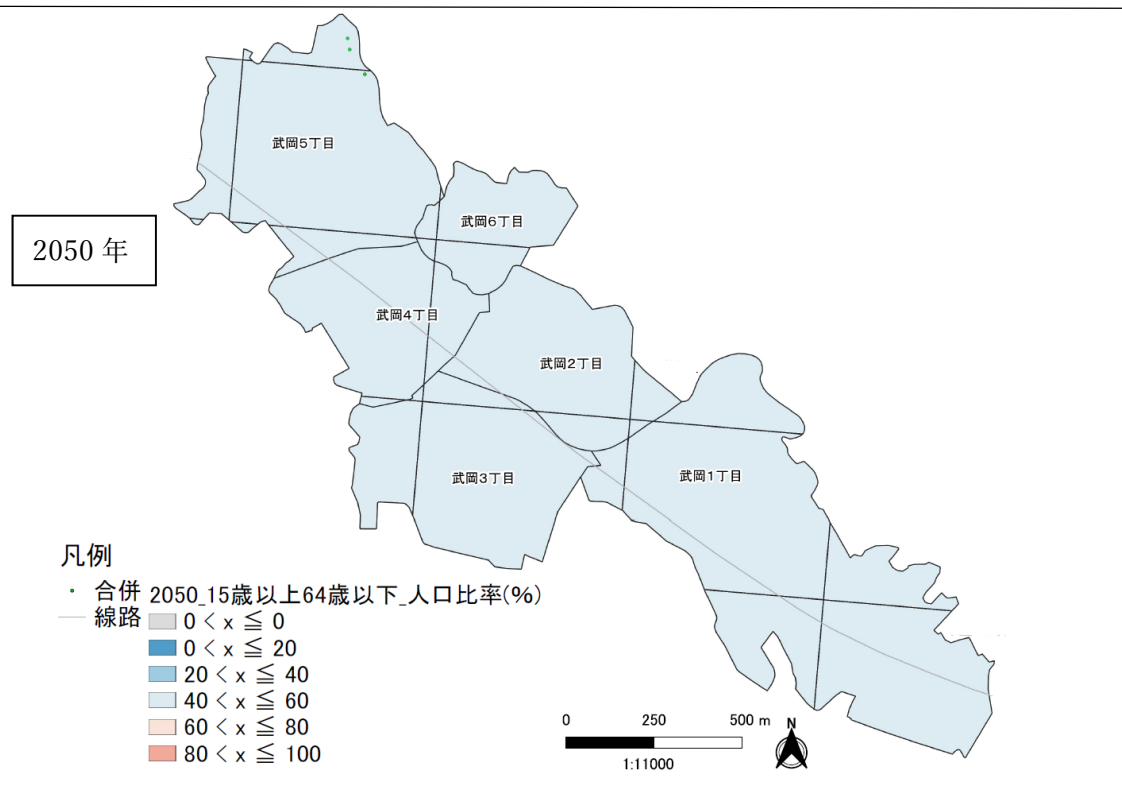 武岡5丁目
武岡6丁目
2050 年
武岡4丁目
武岡2丁目
武岡3丁目
武岡1丁目
凡例
合併
線路
2050_15歳以上64歳以下_人口比率(%)
0 < x ≦ 0
0 < x ≦ 20
20 < x ≦ 40
40 < x ≦ 60
60 < x ≦ 80
80 < x ≦ 100
0 250 500 m
1:11000
N